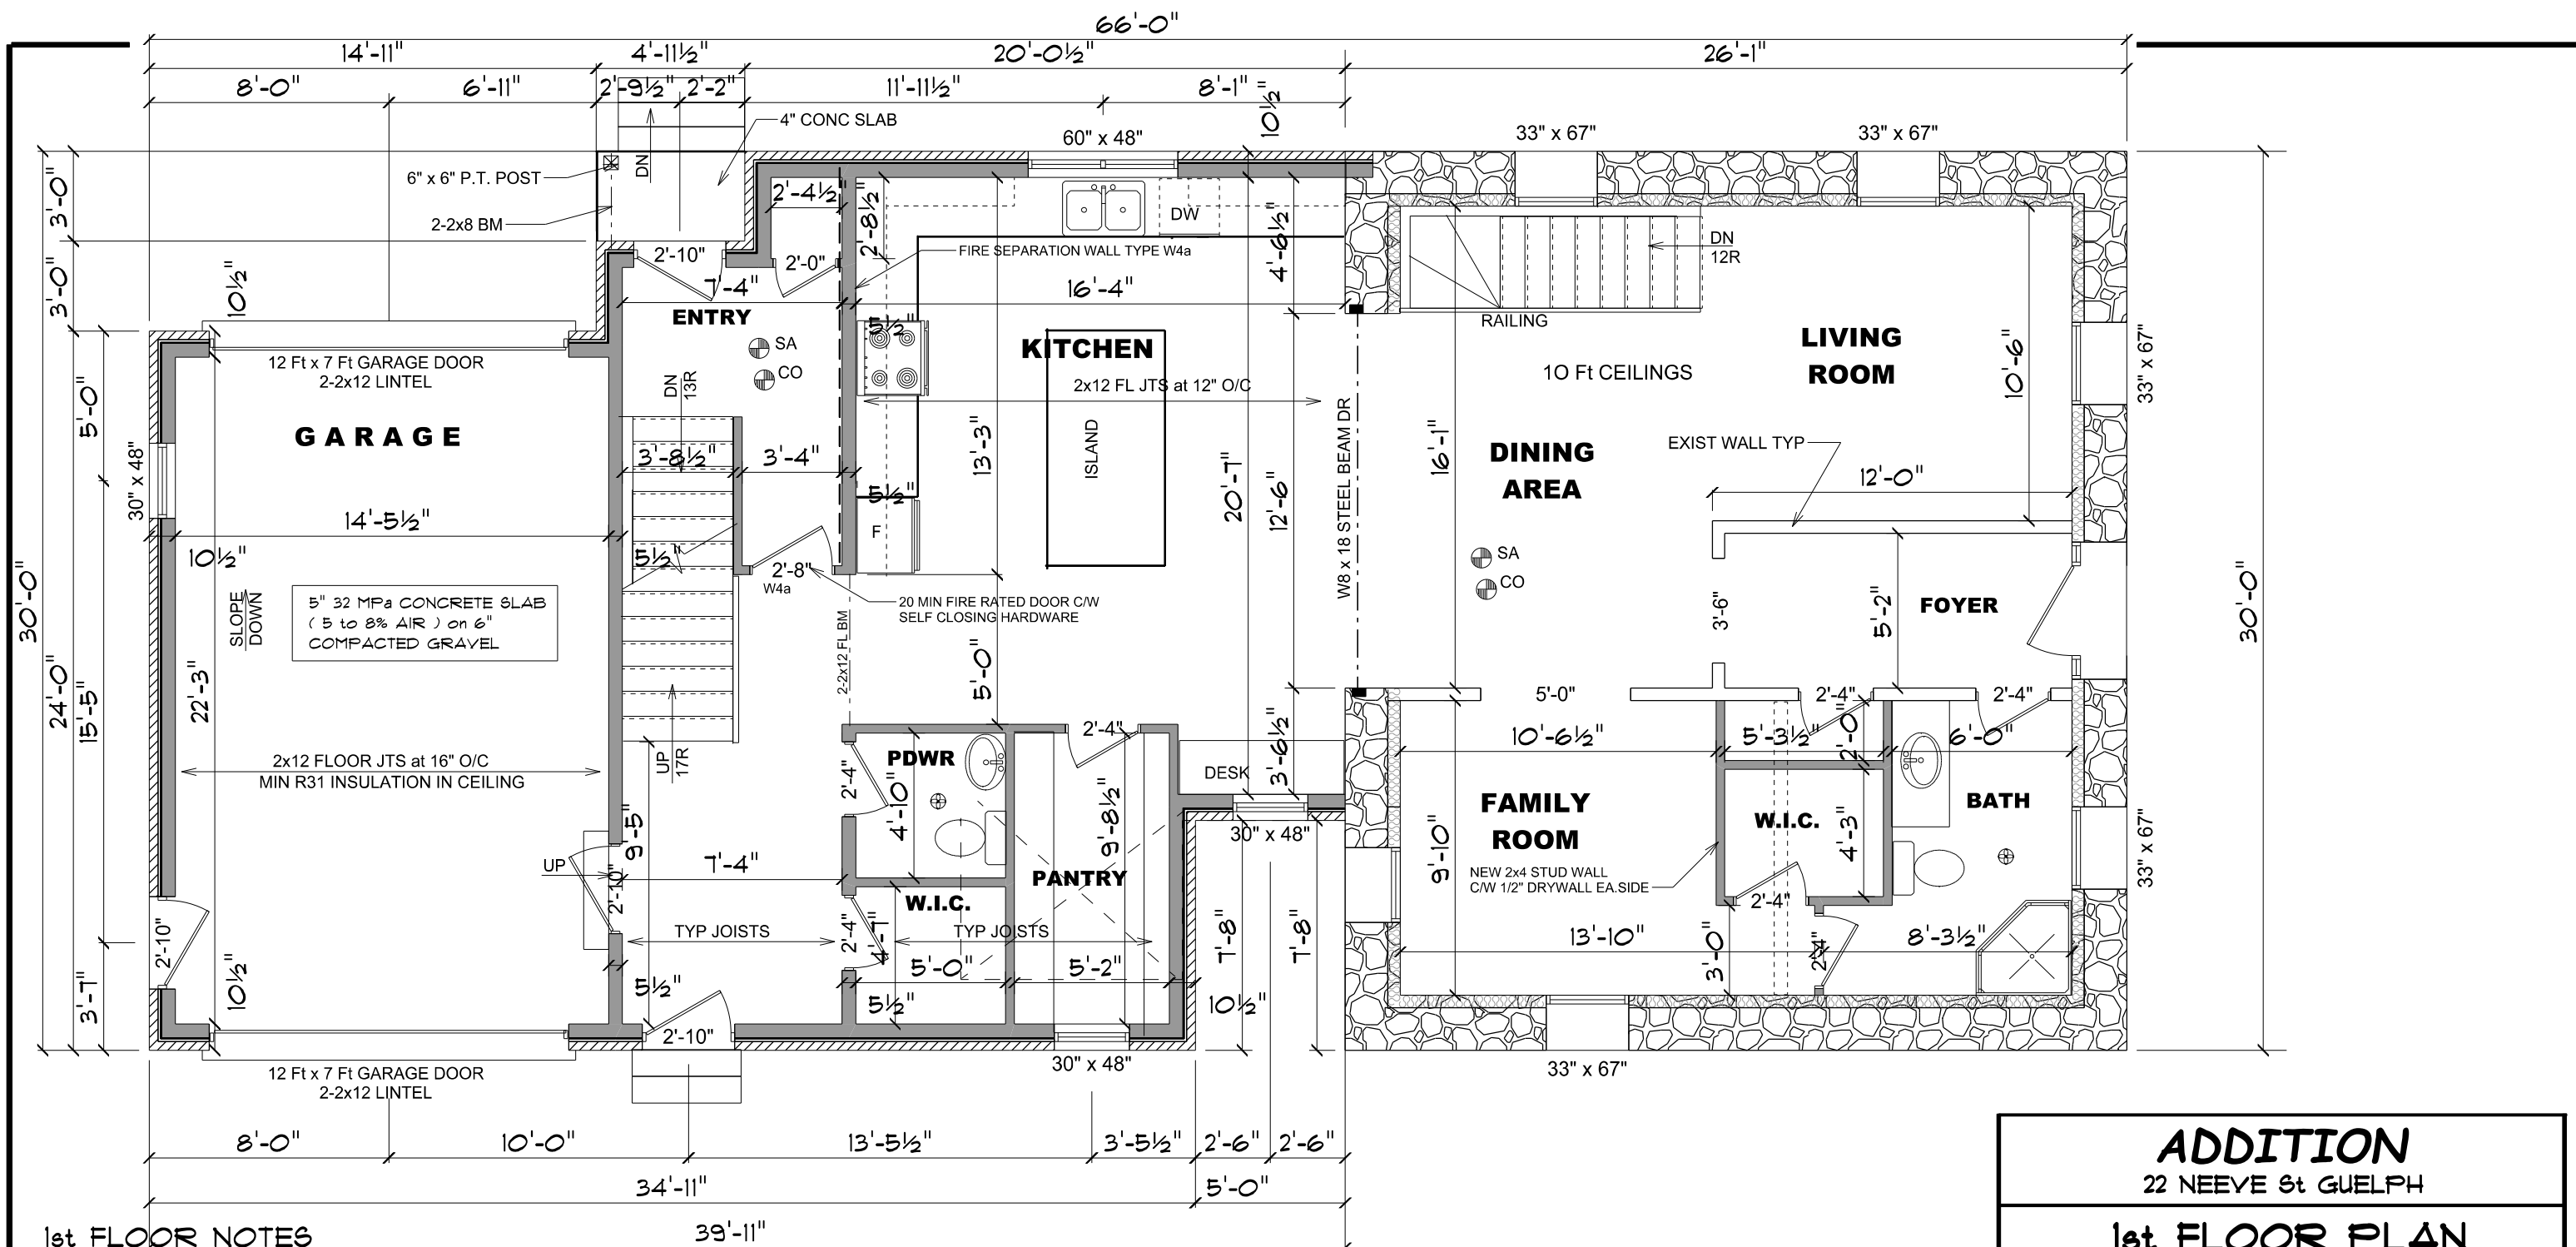 66'-0"
14'-11"
4'-11½"
20'-0½"
26'-1"
8'-0"
6'-11"
2'-9½"
2'-2"
11'-11½"
8'-1"
10½"
4" CONC SLAB
60" x 48"
33" x 67"
33" x 67"
DN
6" x 6" P.T. POST
2-2x8 BM
3'-0"
3'-0"
10½"
2'-4½"
2'-8½"
DW
4'-6½"
DN
12R
2'-10"
2'-0"
FIRE SEPARATION WALL TYPE W4a
7'-4"
16'-4"
ENTRY
RAILING
5½"
SA
CO
KITCHEN
LIVING
ROOM
10'-6"
33" x 67"
12 Ft x 7 Ft GARAGE DOOR
2-2x12 LINTEL
DN
13R
2x12 FL JTS at 12" O/C
10 Ft CEILINGS
5'-0"
GARAGE
ISLAND
13'-3"
16'-1"
DINING
AREA
EXIST WALL TYP
12'-0"
30" x 48"
3'-8½"
3'-4"
5½"
20'-7"
12'-6"
W8 x 18 STEEL BEAM DR
14'-5½"
F
10½"
5½"
2'-8"
W4a
SA
CO
30'-0"
24'-0"
15'-5"
SLOPE
DOWN
5" 32 MPa CONCRETE SLAB
( 5 to 8% AIR ) on 6"
COMPACTED GRAVEL
20 MIN FIRE RATED DOOR C/W
SELF CLOSING HARDWARE
3'-6"
5'-2"
FOYER
30'-0"
22'-3"
2-2x12 FL BM
5'-0"
5'-0"
2'-4"
2'-4"
2'-4"
10'-6½"
5'-3½"
2'-0"
6'-0"
2x12 FLOOR JTS at 16" O/C
MIN R31 INSULATION IN CEILING
UP
17R
PDWR
2'-4"
4'-10"
DESK
3'-6½"
FAMILY
ROOM
W.I.C.
BATH
9'-5"
9'-8½"
30" x 48"
9'-10"
4'-3"
33" x 67"
UP
2'-10"
7'-4"
PANTRY
NEW 2x4 STUD WALL
C/W 1/2" DRYWALL EA.SIDE
W.I.C.
2'-4"
2'-10"
TYP JOISTS
2'-4"
4'-7"
TYP JOISTS
7'-8"
7'-8"
13'-10"
3'-0"
2'-4"
8'-3½"
3'-7"
10½"
5½"
5'-0"
5'-2"
5½"
10½"
2'-10"
30" x 48"
33" x 67"
12 Ft x 7 Ft GARAGE DOOR
2-2x12 LINTEL
8'-0"
10'-0"
13'-5½"
3'-5½"
2'-6"
2'-6"
34'-11"
5'-0"
39'-11"
ADDITION
22 NEEVE St GUELPH
1st FLOOR NOTES
1st FLOOR PLAN